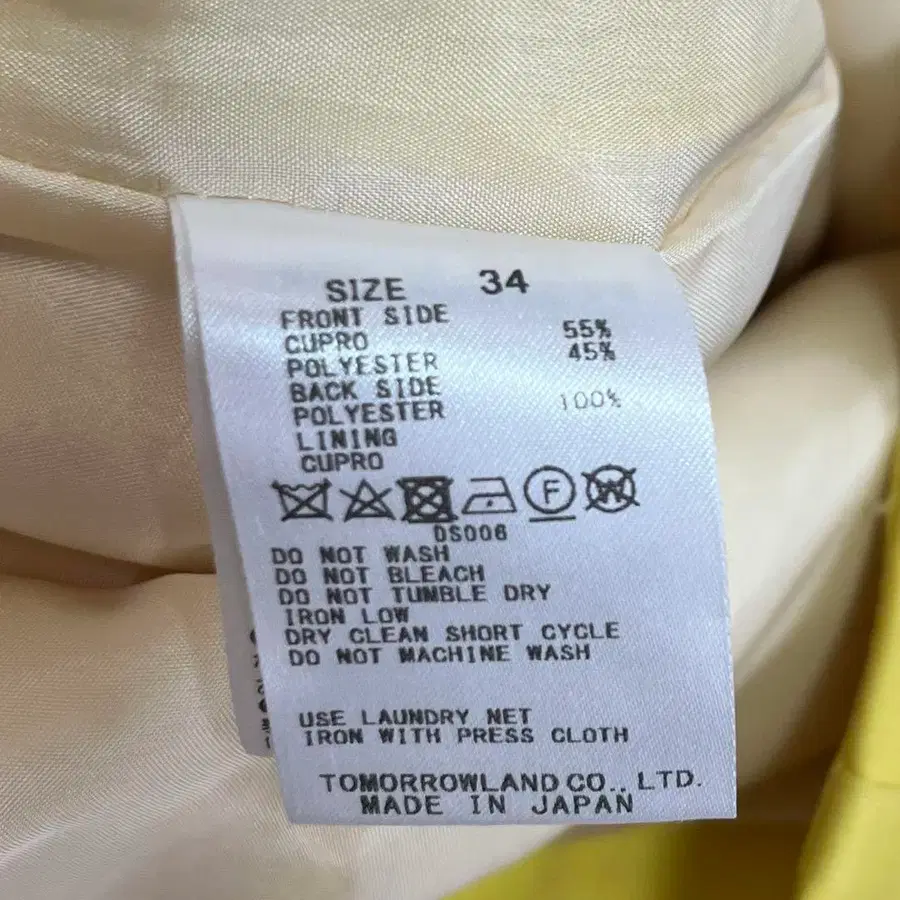 SIZE 34
FRONT SIDE
CUPRO 55%
POLYESTER 45%
BACK SIDE
POLYESTER 100%
LINING
CUPRO
F W
DS006
DO NOT WASH
DO NOT BLEACH
DO NOT TUMBLE DRY
IRON LOW
DRY CLEAN SHORT CYCLE
DO NOT MACHINE WASH
USE LAUNDRY NET
IRON WITH PRESS CLOTH
TOMORROWLAND CO., LTD.
MADE IN JAPAN